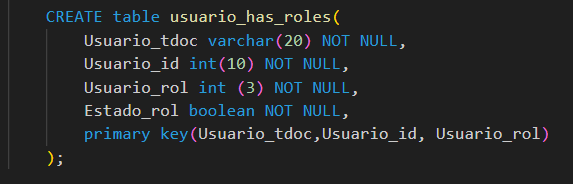 CREATE table usuario_has_roles(
Usuario_tdoc varchar(20) NOT NULL,
Usuario_id int(10) NOT NULL,
Usuario_rol int (3) NOT NULL,
Estado_rol boolean NOT NULL,
primary key(Usuario_tdoc,Usuario_id, Usuario_rol)
);